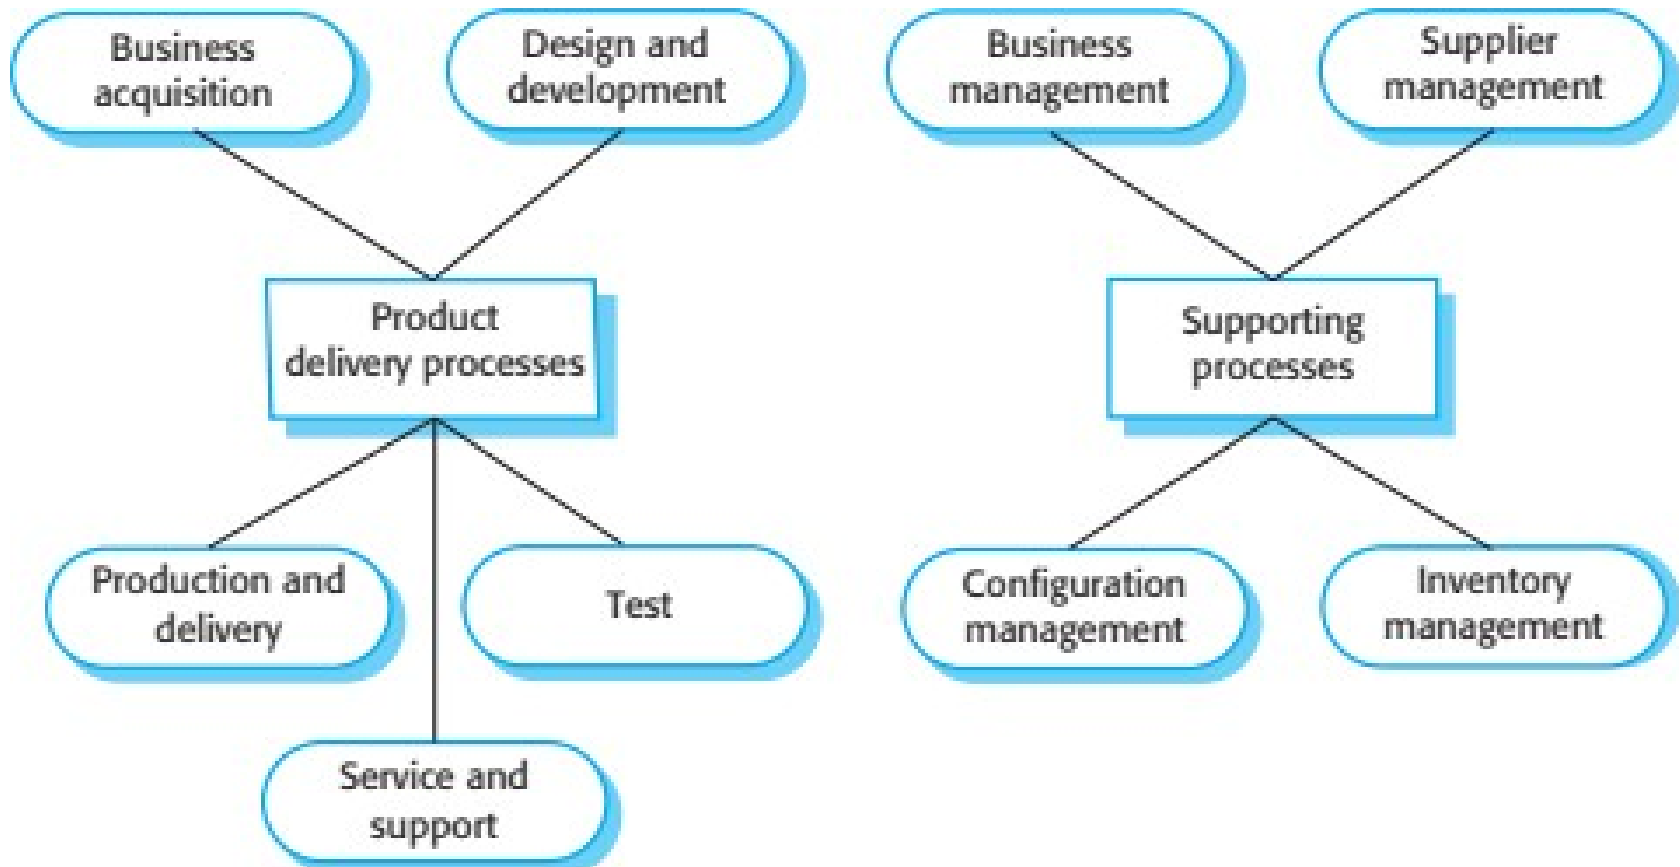 Business
acquisition
Design and
development
Business
management
Supplier
management
Product
delivery processes
Supporting
processes
Production and
delivery
Test
Configuration
management
Inventory
management
Service and
support